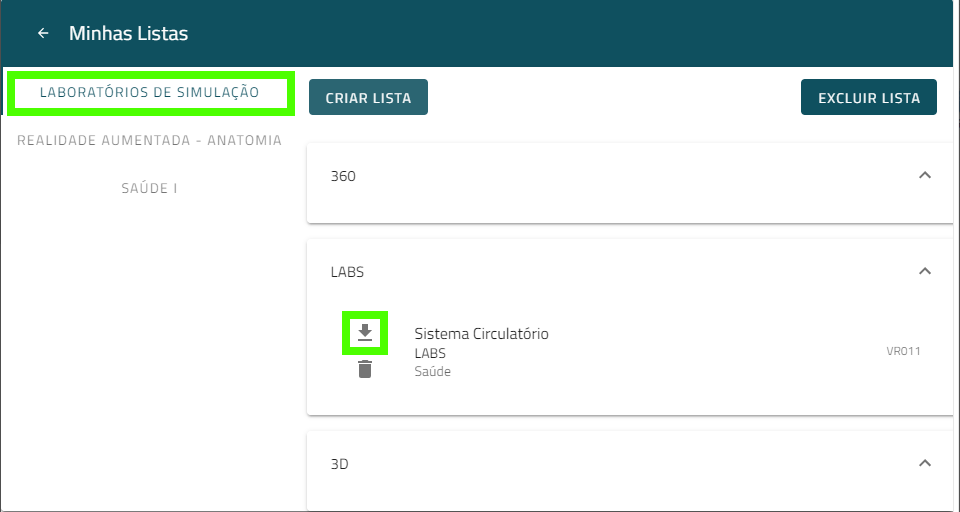 Minhas Listas
LABORATÓRIOS DE SIMULAÇÃO
REALIDADE AUMENTADA - ANATOMIA
SAÚDE I
CRIAR LISTA
EXCLUIR LISTA
360
LABS
Sistema Circulatório
LABS
Saúde
VR011
3D